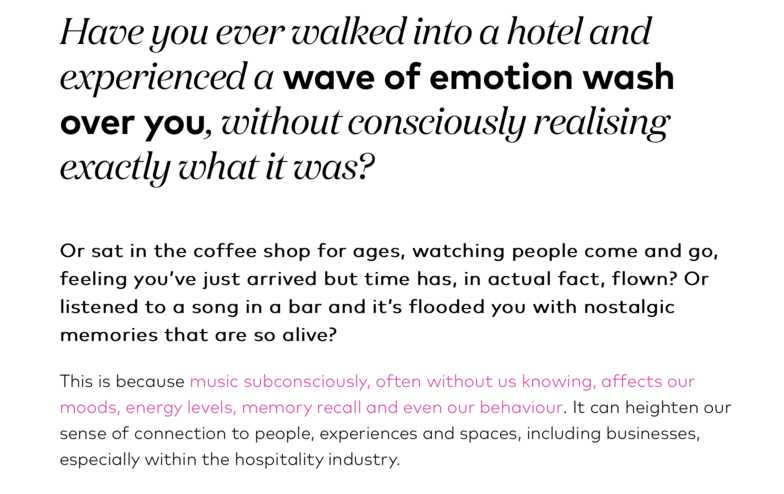 Have you ever walked into a hotel and
experienced a wave of emotion wash
over you, without consciously realising
exactly what it was?
Or sat in the coffee shop for ages, watching people come and go,
feeling you’ve just arrived but time has, in actual fact, flown? Or
listened to a song in a bar and it’s flooded you with nostalgic
memories that are so alive?
This is because music subconsciously, often without us knowing, affects our
moods, energy levels, memory recall and even our behaviour. It can heighten our
sense of connection to people, experiences and spaces, including businesses,
especially within the hospitality industry.